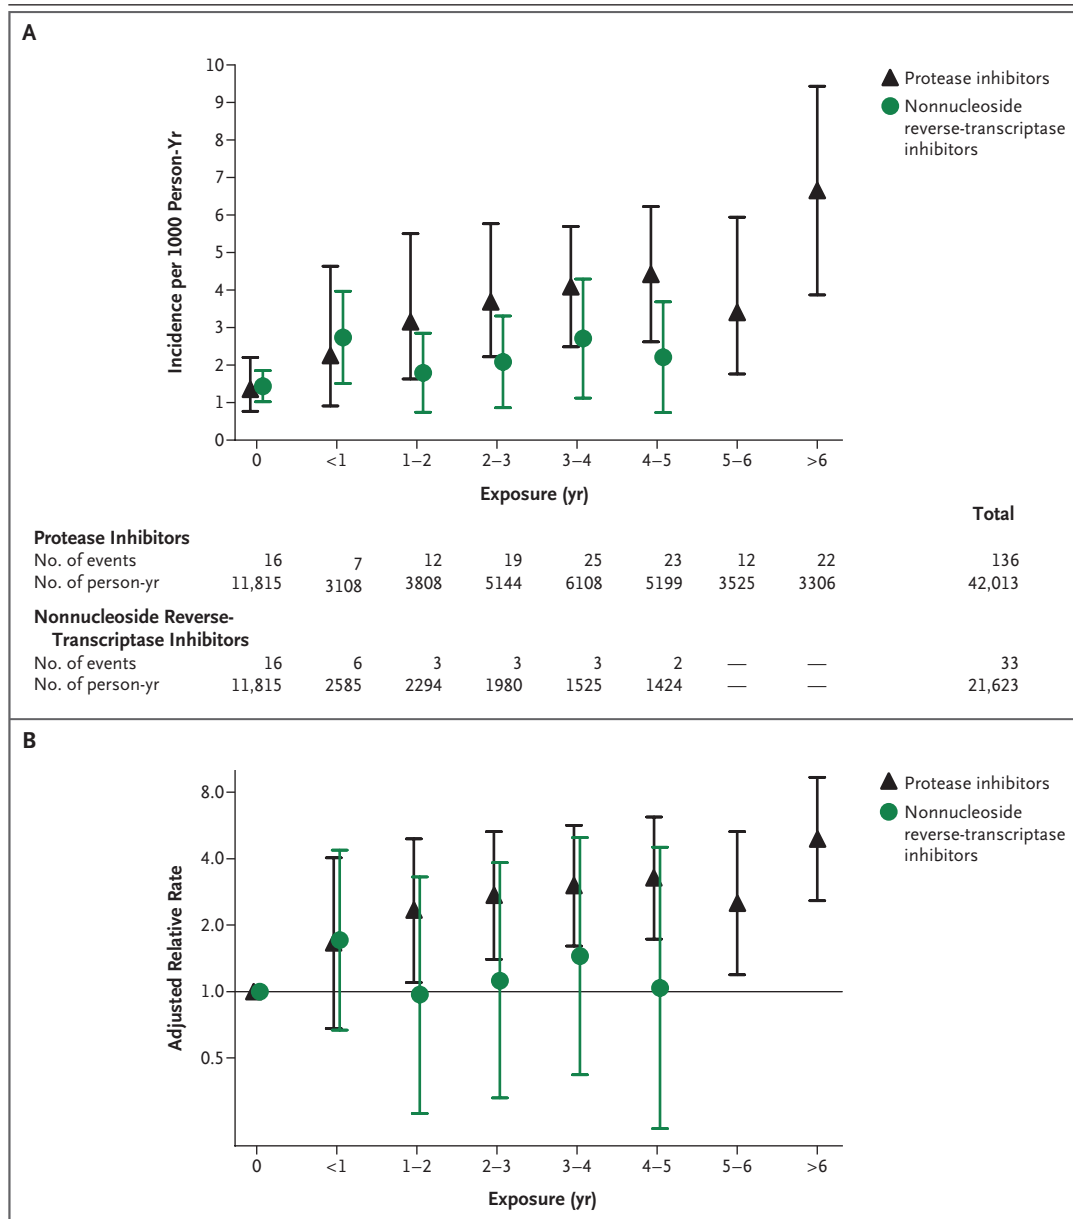 A
10
9
8
7
6
5
4
3
2
1
0
Incidence per 1000 Person-Yr
Protease inhibitors
Nonnucleoside
reverse-transcriptase
inhibitors
0 <1 1–2 2–3 3–4 4–5 5–6 >6
Exposure (yr)
Total
Protease Inhibitors
No. of events 16 7 12 19 25 23 12 22 136
No. of person-yr 11,815 3108 3808 5144 6108 5199 3525 3306 42,013
Nonnucleoside Reverse-
Transcriptase Inhibitors
No. of events 16 6 3 3 3 2 — — 33
No. of person-yr 11,815 2585 2294 1980 1525 1424 — — 21,623
B
8.0
4.0
2.0
1.0
0.5
Adjusted Relative Rate
Protease inhibitors
Nonnucleoside
reverse-transcriptase
inhibitors
0 <1 1–2 2–3 3–4 4–5 5–6 >6
Exposure (yr)